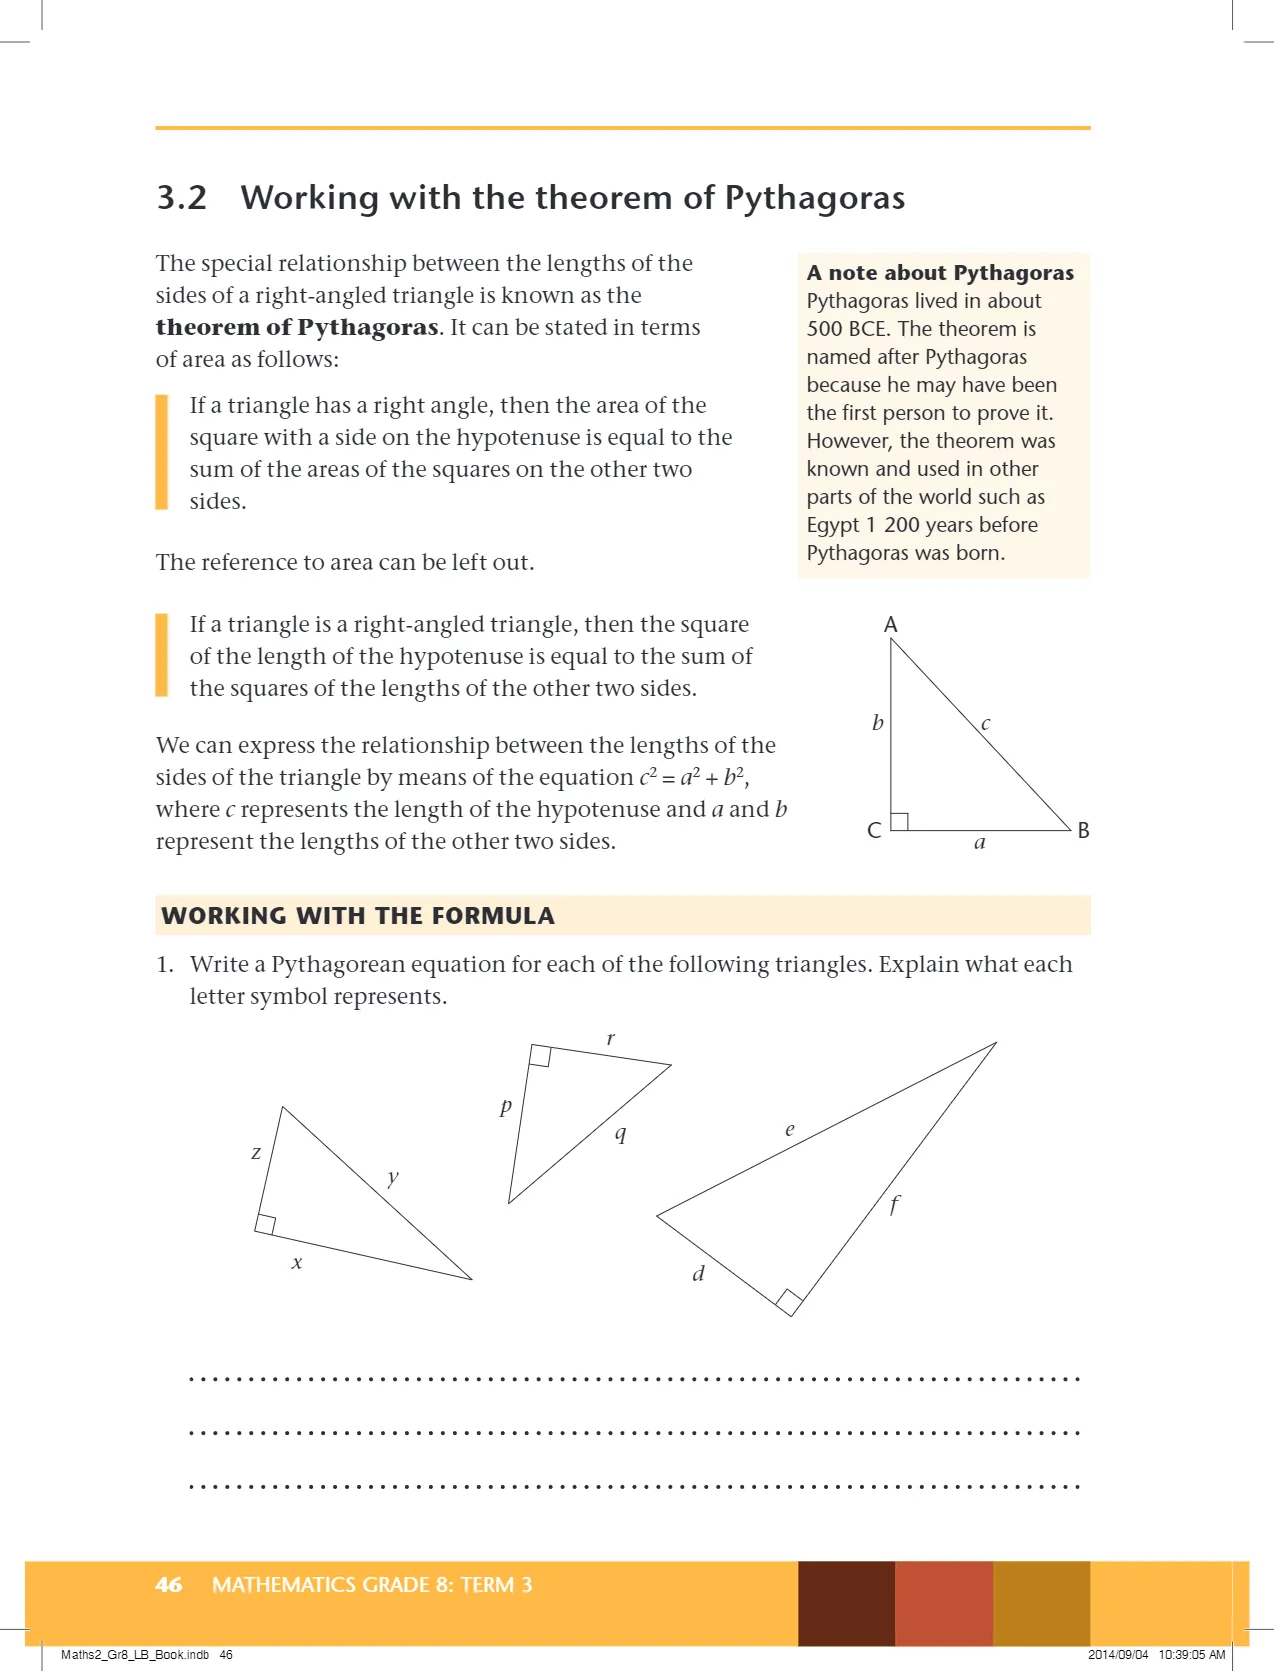 3.2 Working with the theorem of Pythagoras
The special relationship between the lengths of the
sides of a right-angled triangle is known as the
theorem of Pythagoras. It can be stated in terms
of area as follows:
If a triangle has a right angle, then the area of the
square with a side on the hypotenuse is equal to the
sum of the areas of the squares on the other two
sides.
The reference to area can be left out.
If a triangle is a right-angled triangle, then the square
of the length of the hypotenuse is equal to the sum of
the squares of the lengths of the other two sides.
We can express the relationship between the lengths of the
sides of the triangle by means of the equation c² = a² + b²,
where c represents the length of the hypotenuse and a and b
represent the lengths of the other two sides.
A note about Pythagoras
Pythagoras lived in about
500 BCE. The theorem is
named after Pythagoras
because he may have been
the first person to prove it.
However, the theorem was
known and used in other
parts of the world such as
Egypt 1 200 years before
Pythagoras was born.
A
b
c
C
a
B
WORKING WITH THE FORMULA
1. Write a Pythagorean equation for each of the following triangles. Explain what each
letter symbol represents.
z
y
x
r
p
q
e
f
d
46 MATHEMATICS GRADE 8: TERM 3
Maths2_Gr8_LB_Book.indb 46
2014/09/04 10:39:05 AM